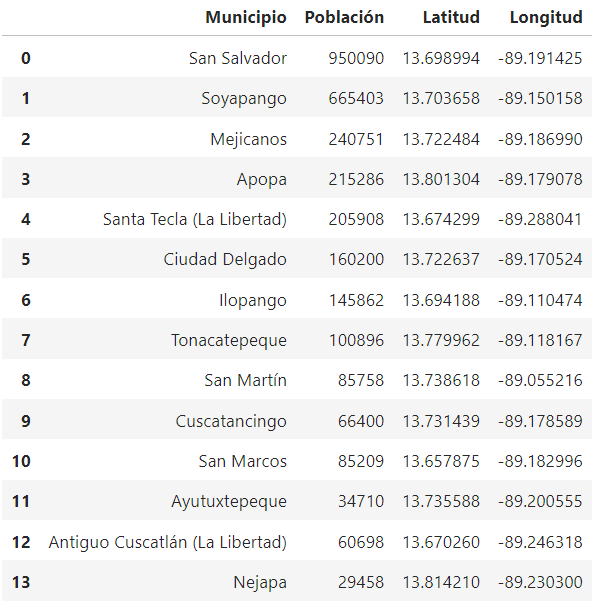 Municipio Población Latitud Longitud
0 San Salvador 950090 13.698994 -89.191425
1 Soyapango 665403 13.703658 -89.150158
2 Mejicanos 240751 13.722484 -89.186990
3 Apopa 215286 13.801304 -89.179078
4 Santa Tecla (La Libertad) 205908 13.674299 -89.288041
5 Ciudad Delgado 160200 13.722637 -89.170524
6 Ilopango 145862 13.694188 -89.110474
7 Tonacatepeque 100896 13.779962 -89.118167
8 San Martín 85758 13.738618 -89.055216
9 Cuscatancingo 66400 13.731439 -89.178589
10 San Marcos 85209 13.657875 -89.182996
11 Ayutuxtepeque 34710 13.735588 -89.200555
12 Antiguo Cuscatlán (La Libertad) 60698 13.670260 -89.246318
13 Nejapa 29458 13.814210 -89.230300